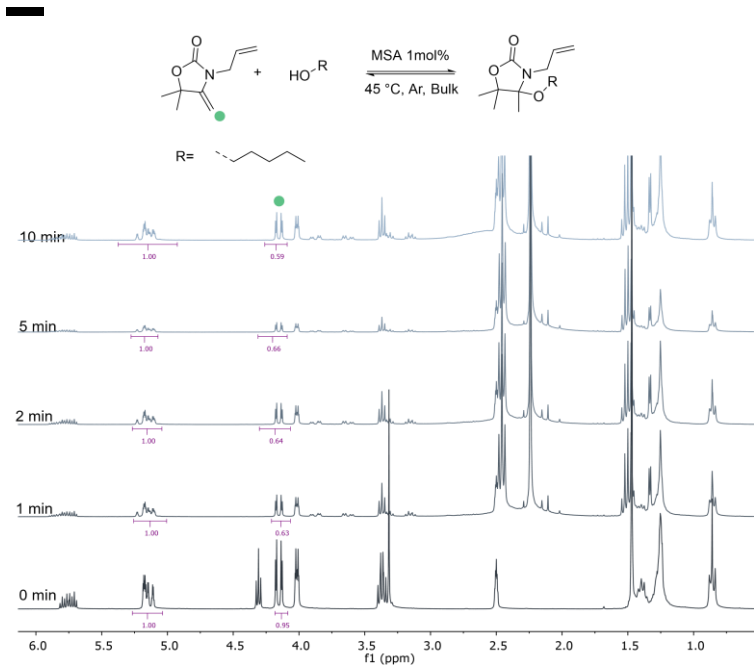 O
O
N
+
HO
R
MSA 1mol%
45 °C, Ar, Bulk
O
O
N
R
O
R=
10 min
1.00
0.59
5 min
1.00
0.66
2 min
1.00
0.64
1 min
1.00
0.63
0 min
1.00
0.95
6.0 5.5 5.0 4.5 4.0 3.5 3.0 2.5 2.0 1.5 1.0
f1 (ppm)